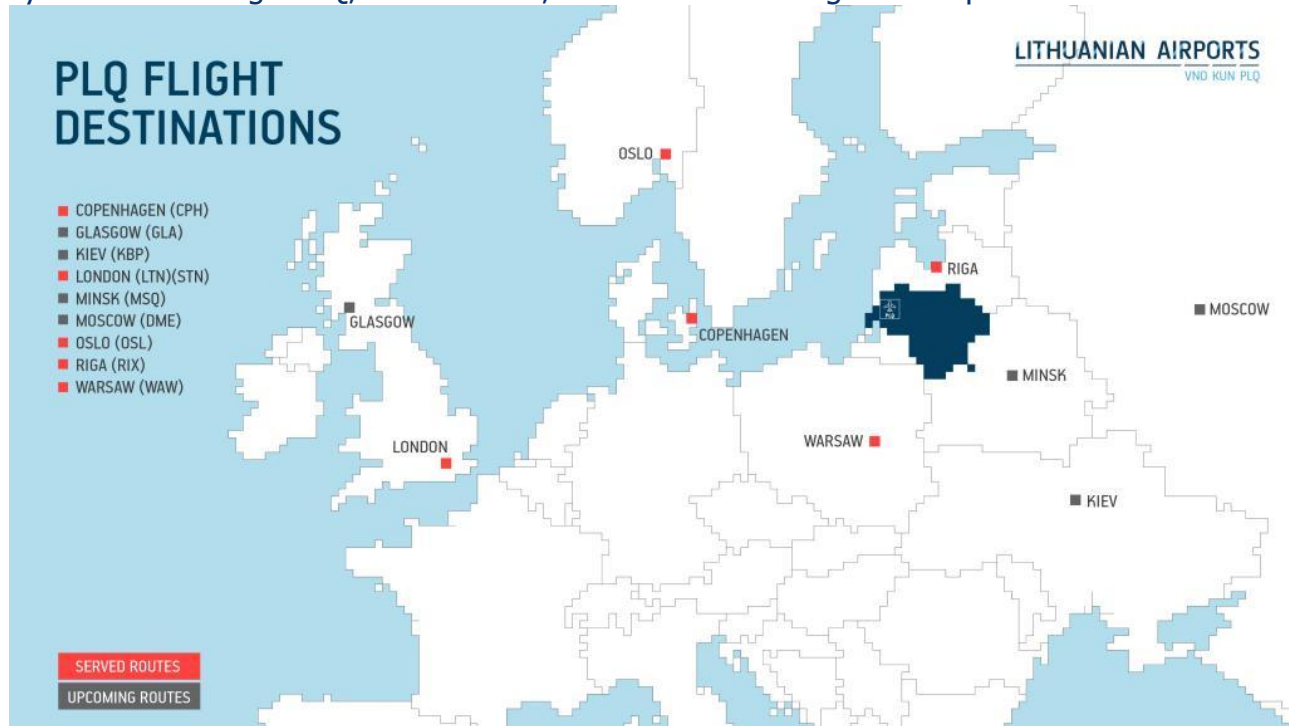 PLQ FLIGHT
DESTINATIONS
LITHUANIAN AIRPORTS
VNO KUN PLQ
COPENHAGEN (CPH)
GLASGOW (GLA)
KIEV (KBP)
LONDON (LTN)(STN)
MINSK (MSQ)
MOSCOW (DME)
OSLO (OSL)
RIGA (RIX)
WARSAW (WAW)
OSLO
RIGA
PLQ
MOSCOW
GLASGOW
COPENHAGEN
MINSK
WARSAW
LONDON
KIEV
SERVED ROUTES
UPCOMING ROUTES